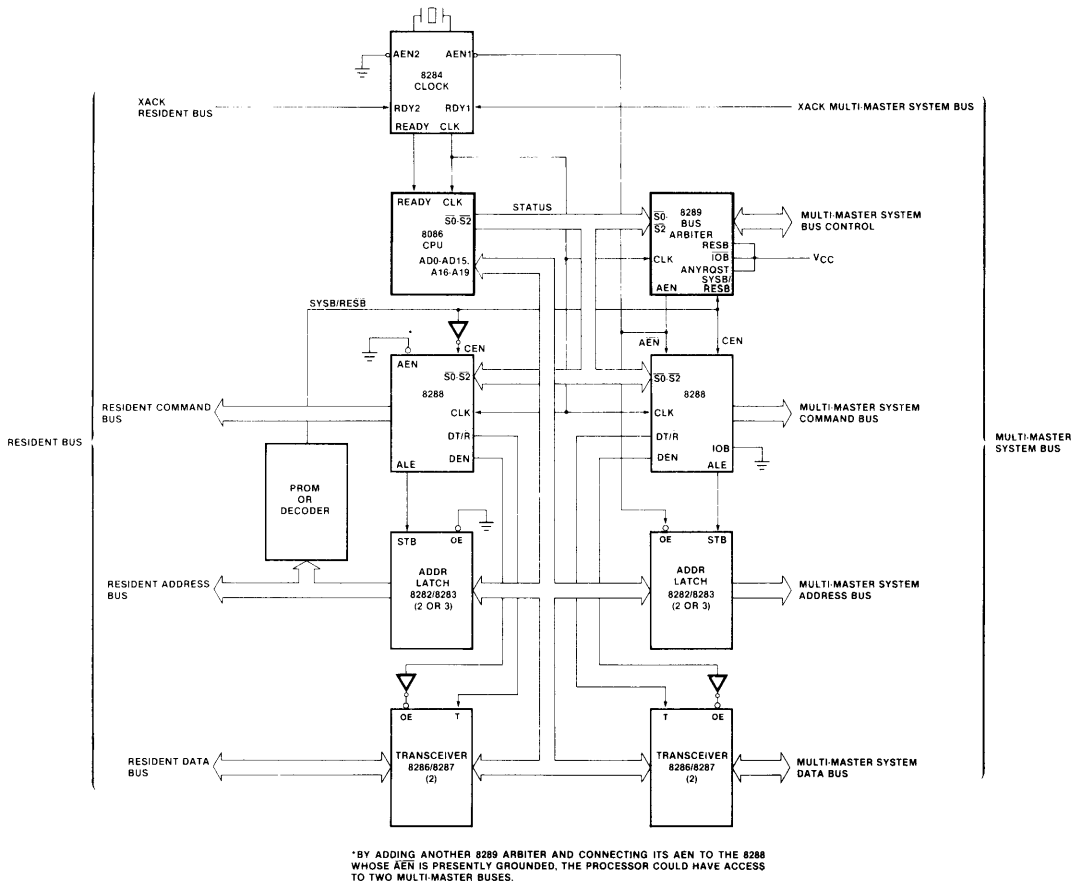 AEN2 AEN1
8284
CLOCK
XACK
RESIDENT BUS
RDY2 RDY1
XACK MULTI-MASTER SYSTEM BUS
READY CLK
READY CLK
S0-S2
STATUS
8086
CPU
AD0-AD15,
A16-A19
S0-
S2
8289
BUS
ARBITER
RESB
IOB
ANYRQST
SYSB/
RESB
CLK
AEN
MULTI-MASTER SYSTEM
BUS CONTROL
VCC
SYSB/RESB
*
AEN
CEN
AEN
CEN
S0-S2
8288
CLK
DT/R
DEN
ALE
S0-S2
8288
CLK
DT/R
DEN
IOB
ALE
RESIDENT COMMAND
BUS
MULTI-MASTER SYSTEM
COMMAND BUS
RESIDENT BUS
MULTI-MASTER
SYSTEM BUS
PROM
OR
DECODER
STB OE
ADDR
LATCH
8282/8283
(2 OR 3)
OE STB
ADDR
LATCH
8282/8283
(2 OR 3)
RESIDENT ADDRESS
BUS
MULTI-MASTER SYSTEM
ADDRESS BUS
OE T
TRANSCEIVER
8286/8287
(2)
T OE
TRANSCEIVER
8286/8287
(2)
RESIDENT DATA
BUS
MULTI-MASTER SYSTEM
DATA BUS
*BY ADDING ANOTHER 8289 ARBITER AND CONNECTING ITS AEN TO THE 8288
WHOSE AEN IS PRESENTLY GROUNDED, THE PROCESSOR COULD HAVE ACCESS
TO TWO MULTI-MASTER BUSES.